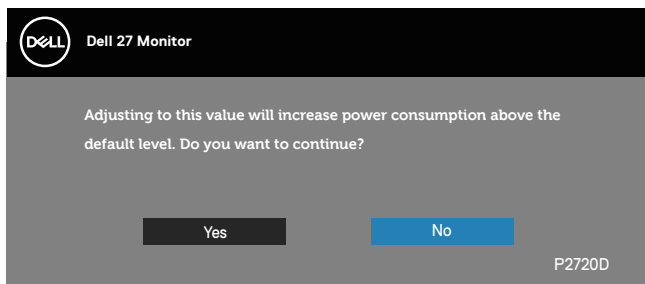 DELL
Dell 27 Monitor
Adjusting to this value will increase power consumption above the
default level. Do you want to continue?
Yes
No
P2720D